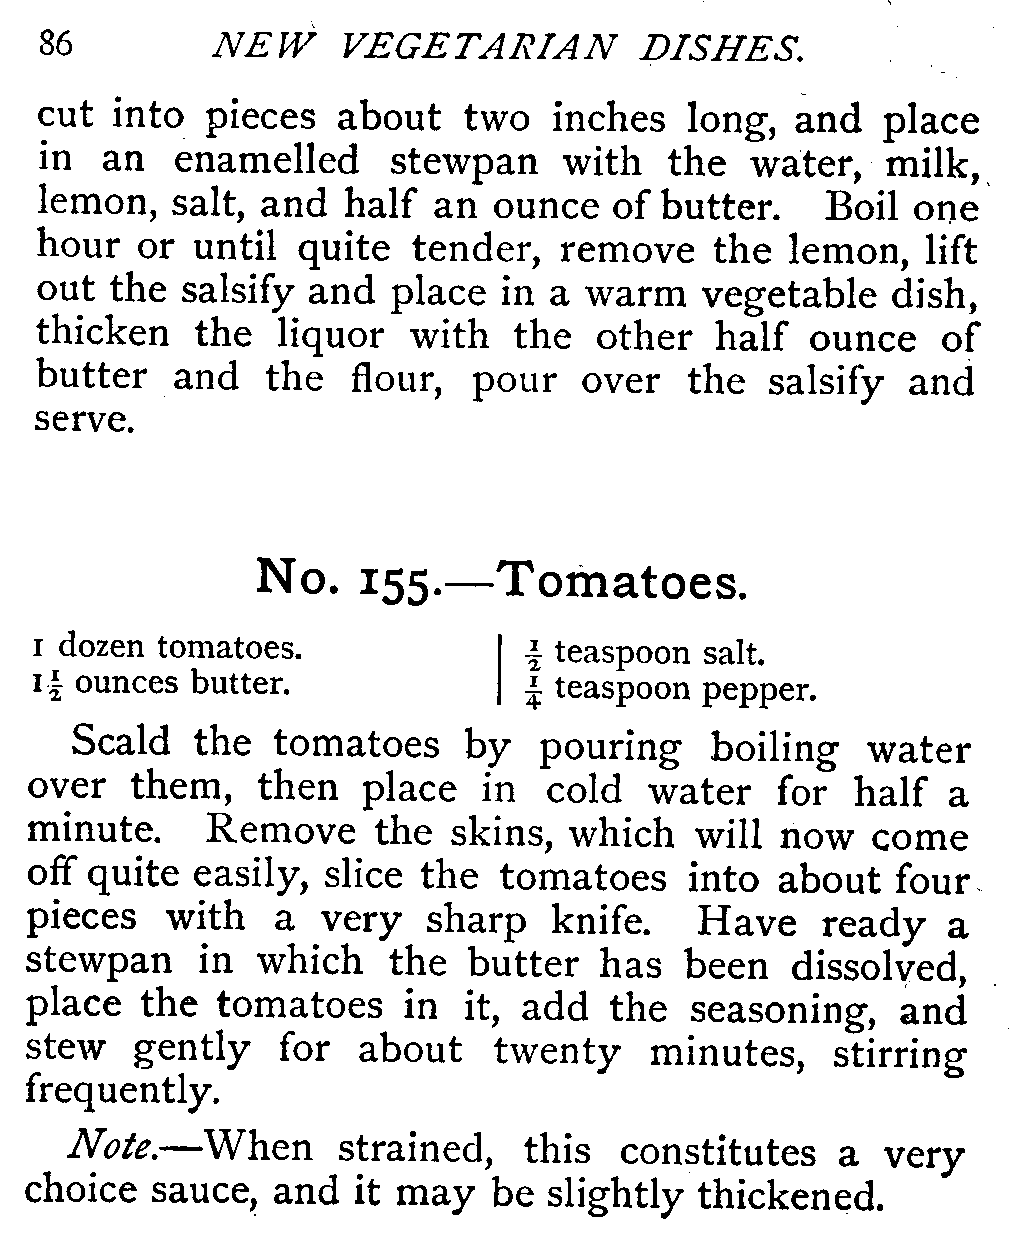 86 NEW VEGETARIAN DISHES.
cut into pieces about two inches long, and place
in an enamelled stewpan with the water, milk,
lemon, salt, and half an ounce of butter. Boil one
hour or until quite tender, remove the lemon, lift
out the salsify and place in a warm vegetable dish,
thicken the liquor with the other half ounce of
butter and the flour, pour over the salsify and
serve.
No. 155.—Tomatoes.
1 dozen tomatoes.
1½ ounces butter.
½ teaspoon salt.
¼ teaspoon pepper.
Scald the tomatoes by pouring boiling water
over them, then place in cold water for half a
minute. Remove the skins, which will now come
off quite easily, slice the tomatoes into about four
pieces with a very sharp knife. Have ready a
stewpan in which the butter has been dissolved,
place the tomatoes in it, add the seasoning, and
stew gently for about twenty minutes, stirring
frequently.
Note.—When strained, this constitutes a very
choice sauce, and it may be slightly thickened.